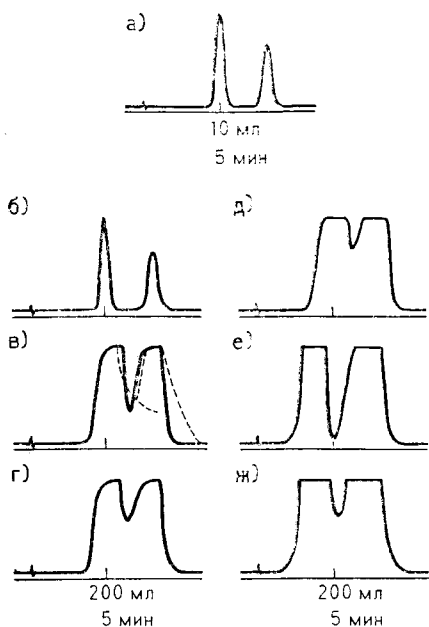 а)
10 мл
5 мин
б)
д)
в)
е)
г)
ж)
200 мл
5 мин
200 мл
5 мин